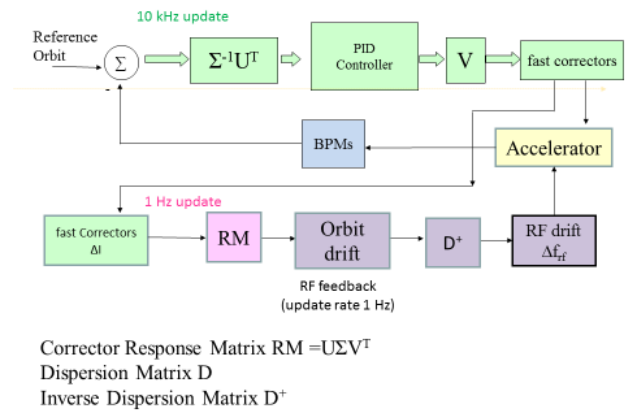 10 kHz update
Reference
Orbit
Σ
Σ⁻¹Uᵀ
PID
Controller
V
fast correctors
-
BPMs
Accelerator
1 Hz update
fast Correctors
ΔI
RM
Orbit
drift
D⁺
RF drift
Δf_rf
RF feedback
(update rate 1 Hz)
Corrector Response Matrix RM =UΣVᵀ
Dispersion Matrix D
Inverse Dispersion Matrix D⁺